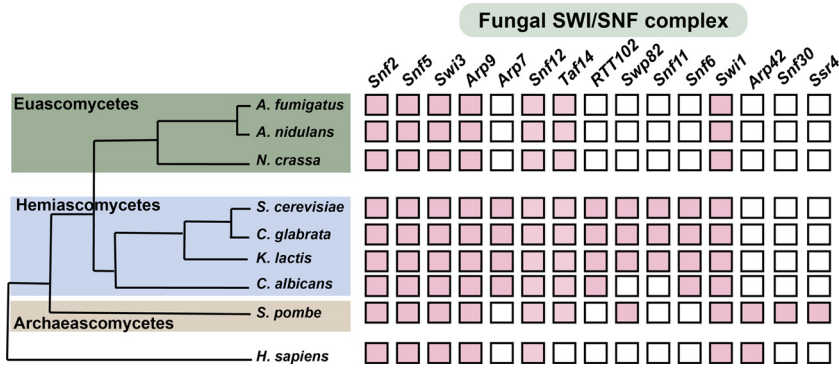 Fungal SWI/SNF complex
Snf2 Snf5 Swi3 Arp9 Arp7 Snf12 Taf14 RTT102 Swp82 Snf11 Snf6 Swi1 Arp42 Snf30 Ssr4
Euascomycetes
A. fumigatus
A. nidulans
N. crassa
Hemiascomycetes
S. cerevisiae
C. glabrata
K. lactis
C. albicans
S. pombe
Archaeascomycetes
H. sapiens